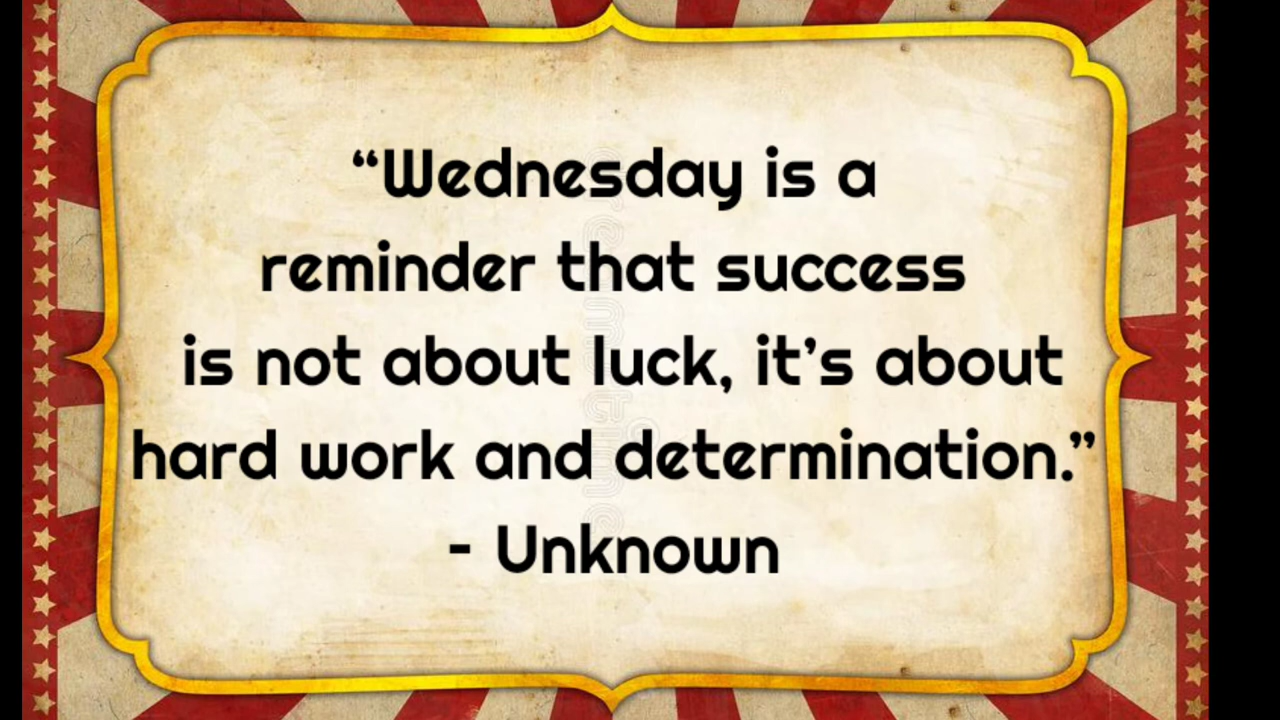 “Wednesday is a
reminder that success
is not about luck, it’s about
hard work and determination.”
- Unknown